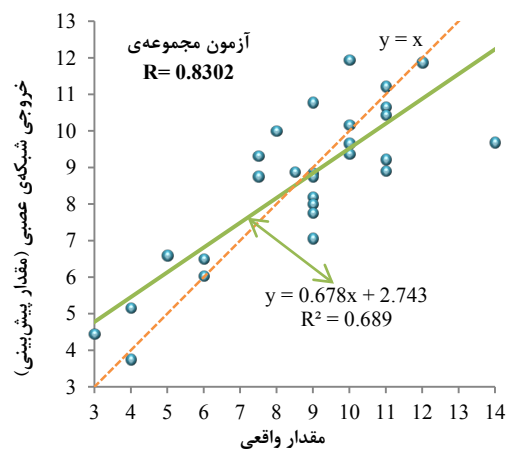 آزمون مجموعه‌ی
R= 0.8302
y = x
خروجی شبکه‌ی عصبی (مقدار پیش‌بینی)
13
12
11
10
9
8
7
6
5
4
3
y = 0.678x + 2.743
R² = 0.689
3 4 5 6 7 8 9 10 11 12 13 14
مقدار واقعی